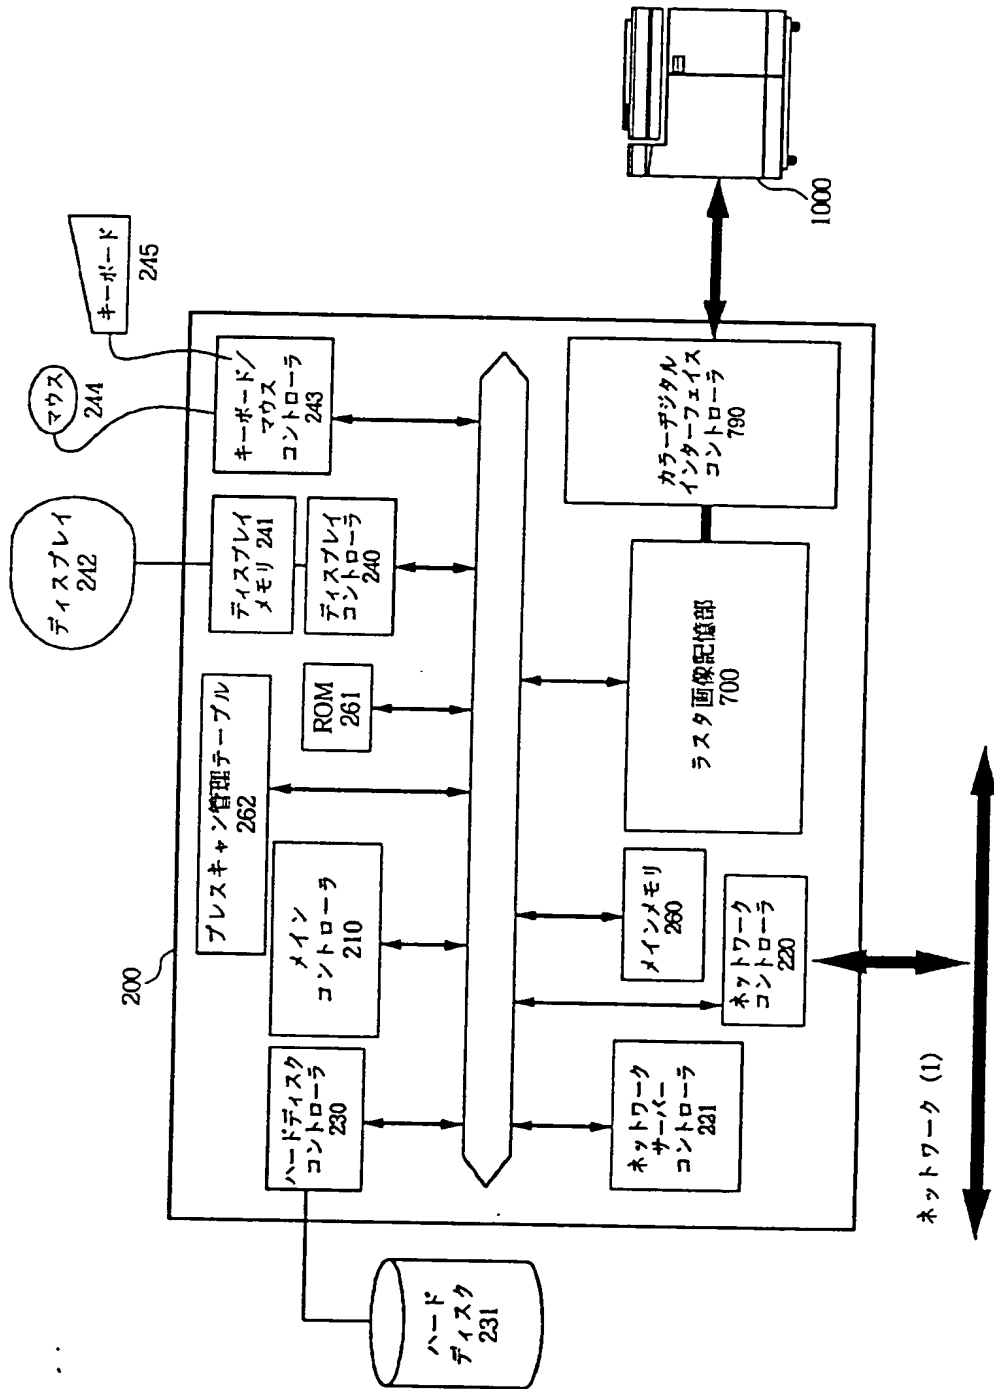 ハード
ディスク
231
200
ハードディスク
コントローラ
230
メイン
コントローラ
210
プレスキャン管理テーブル
262
ROM
261
ディスプレイ
242
ディスプレイ
メモリ 241
ディスプレイ
コントローラ
240
マウス
244
キーボード
245
キーボード/
マウス
コントローラ
243
ネットワーク
サーバー
コントローラ
221
ネットワーク
コントローラ
220
メインメモリ
260
ラスタ画像記憶部
700
カラーデジタル
インターフェイス
コントローラ
790
1000
ネットワーク (1)